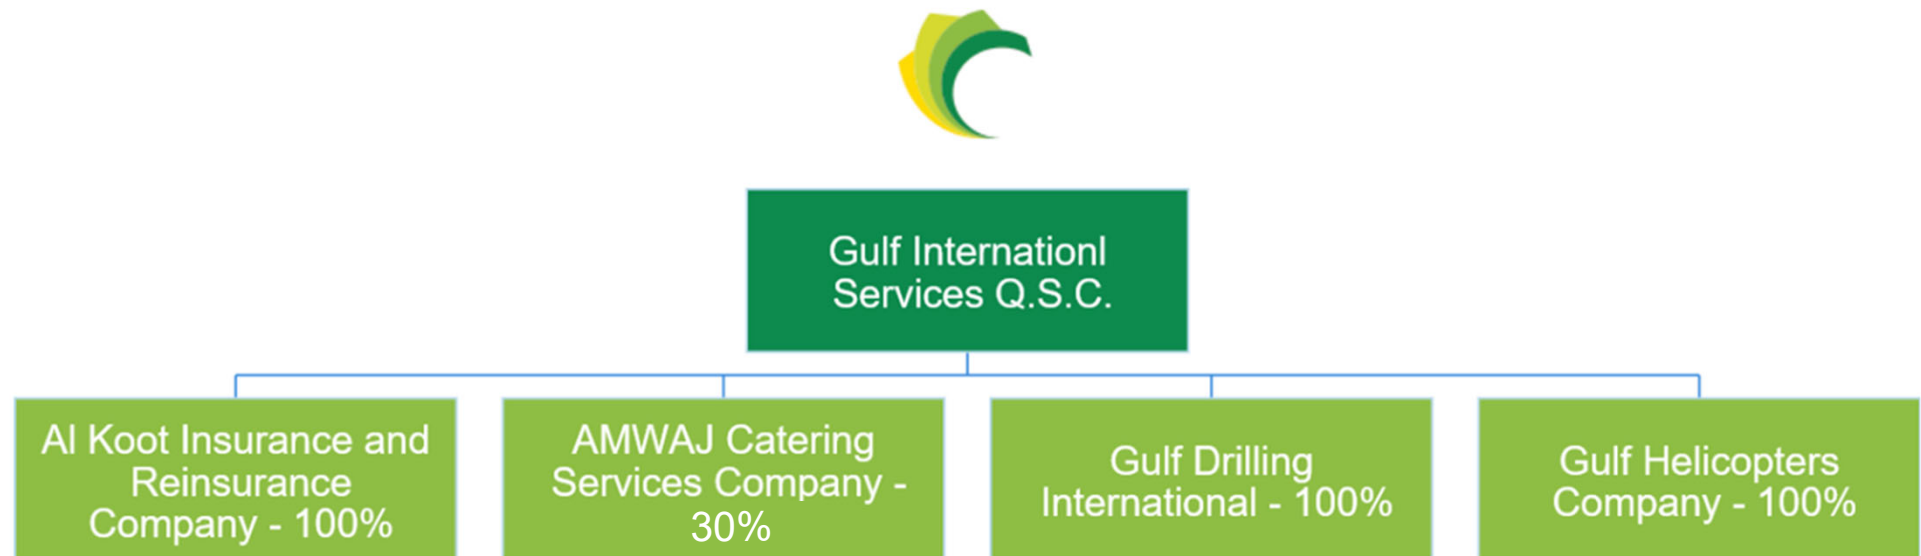 Gulf Internationl
Services Q.S.C.
Al Koot Insurance and
Reinsurance
Company - 100%
AMWAJ Catering
Services Company -
30%
Gulf Drilling
International - 100%
Gulf Helicopters
Company - 100%